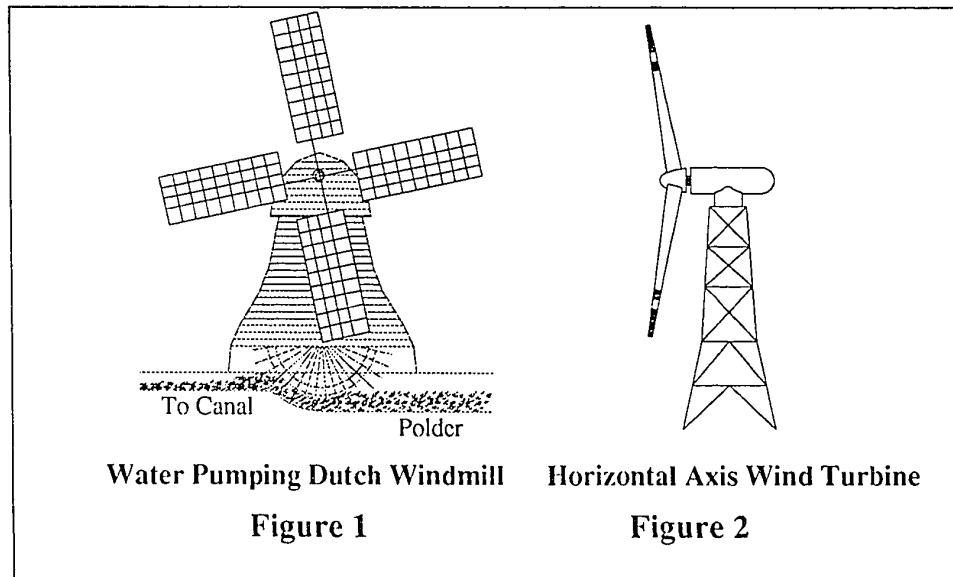 To Canal
Polder
Water Pumping Dutch Windmill
Figure 1
Horizontal Axis Wind Turbine
Figure 2